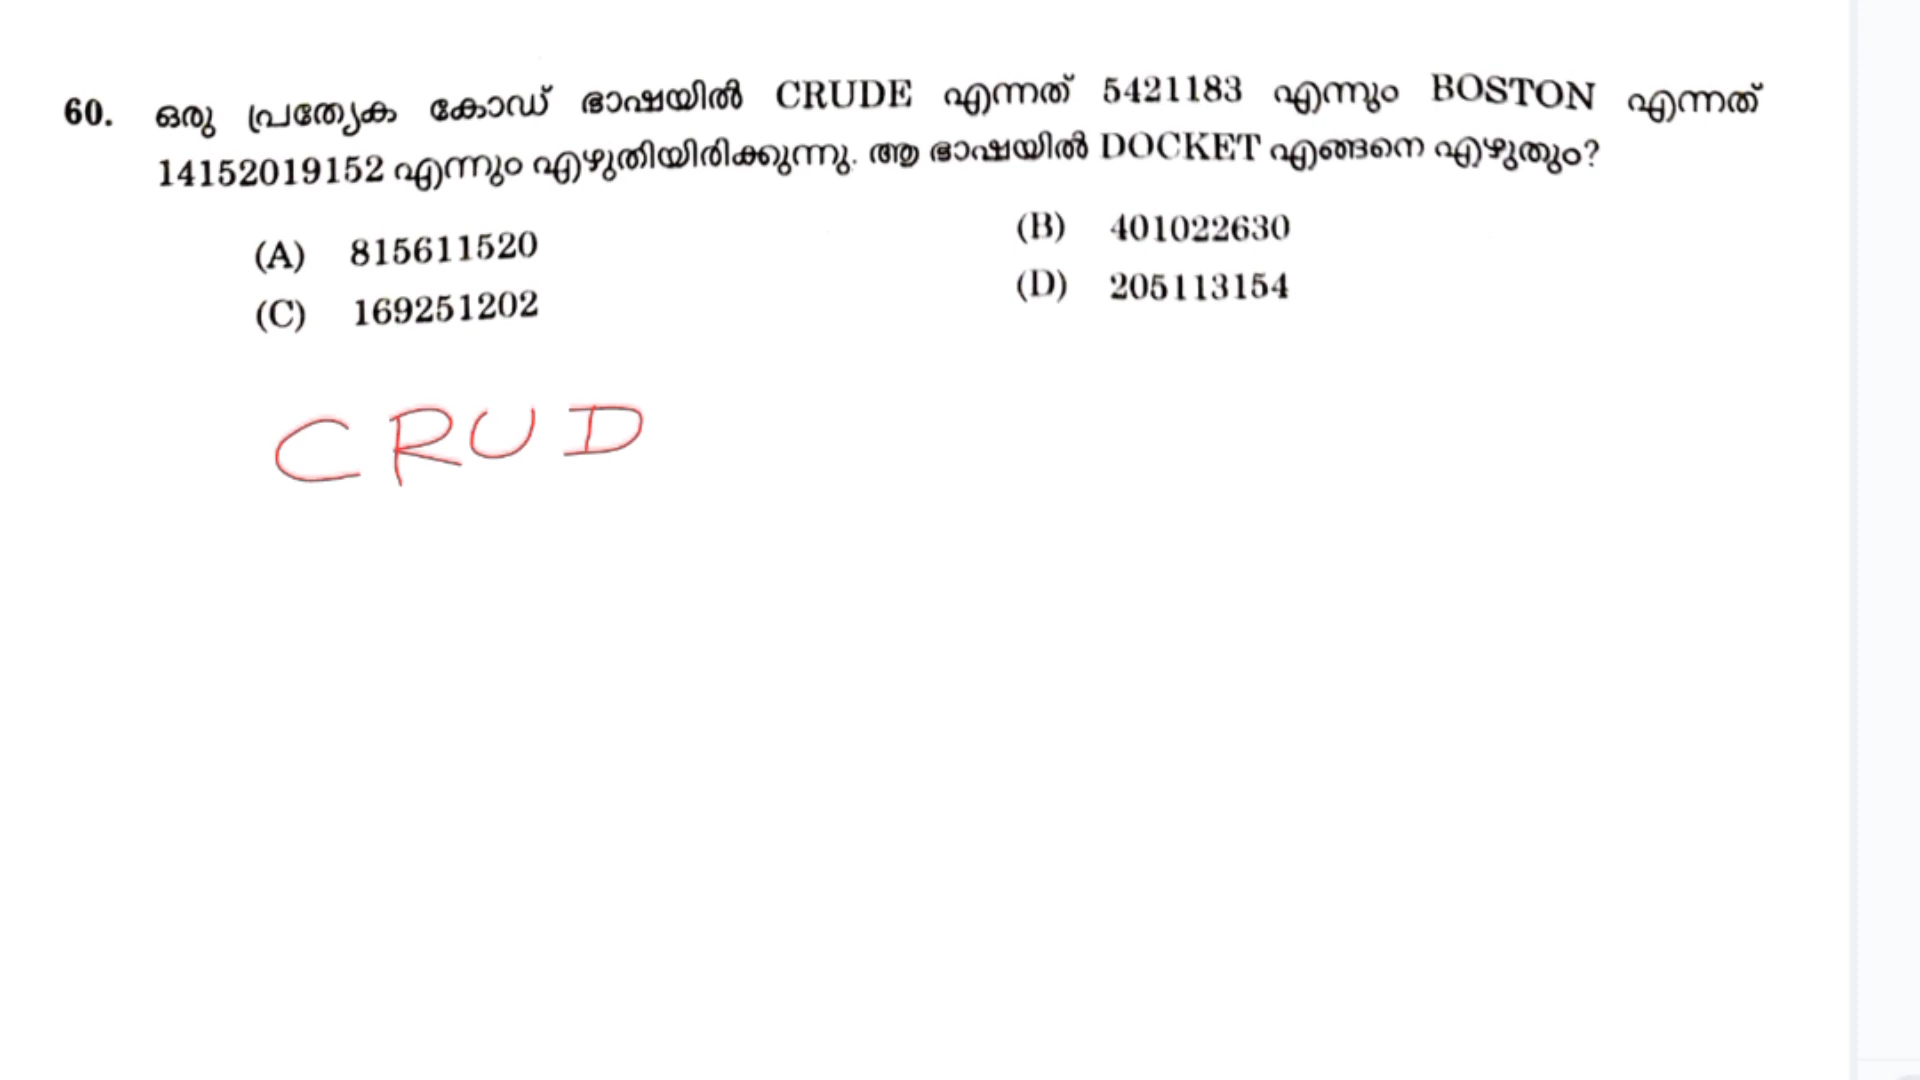 60. ഒരു പ്രത്യേക കോഡ് ഭാഷയിൽ CRUDE എന്നത് 5421183 എന്നും BOSTON എന്നത്
14152019152 എന്നും എഴുതിയിരിക്കുന്നു. ആ ഭാഷയിൽ DOCKET എങ്ങനെ എഴുതും?
(A) 815611520 (B) 401022630
(C) 169251202 (D) 205113154
CRUD